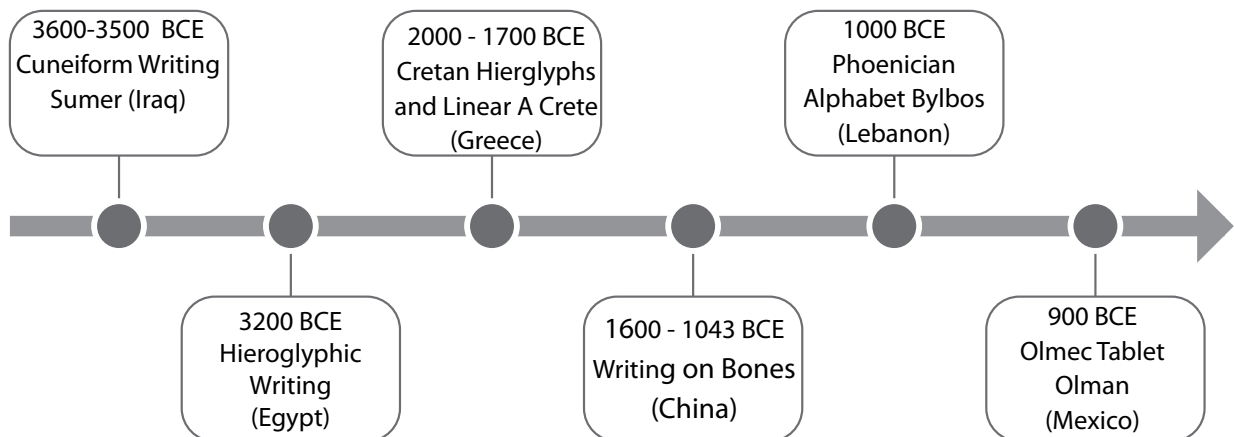 3600-3500 BCE
Cuneiform Writing
Sumer (Iraq)
2000 - 1700 BCE
Cretan Hierglyphs
and Linear A Crete
(Greece)
1000 BCE
Phoenician
Alphabet Bylbos
(Lebanon)
3200 BCE
Hieroglyphic
Writing
(Egypt)
1600 - 1043 BCE
Writing on Bones
(China)
900 BCE
Olmec Tablet
Olman
(Mexico)